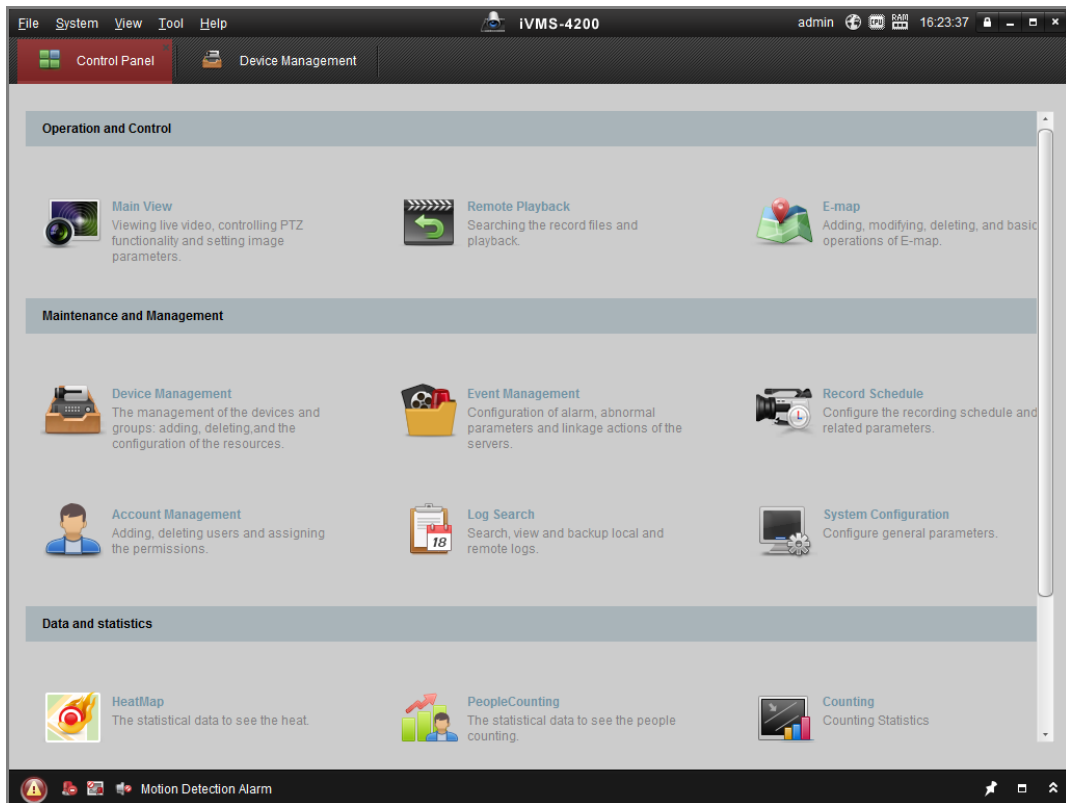 File System View Tool Help iVMS-4200 admin CPU RAM 16:23:37
Control Panel Device Management
Operation and Control
Main View
Viewing live video, controlling PTZ
functionality and setting image
parameters.
Remote Playback
Searching the record files and
playback.
E-map
Adding, modifying, deleting, and basic
operations of E-map.
Maintenance and Management
Device Management
The management of the devices and
groups: adding, deleting,and the
configuration of the resources.
Event Management
Configuration of alarm, abnormal
parameters and linkage actions of the
servers.
Record Schedule
Configure the recording schedule and
related parameters.
Account Management
Adding, deleting users and assigning
the permissions.
18
Log Search
Search, view and backup local and
remote logs.
System Configuration
Configure general parameters.
Data and statistics
HeatMap
The statistical data to see the heat.
PeopleCounting
The statistical data to see the people
counting.
Counting
Counting Statistics
Motion Detection Alarm